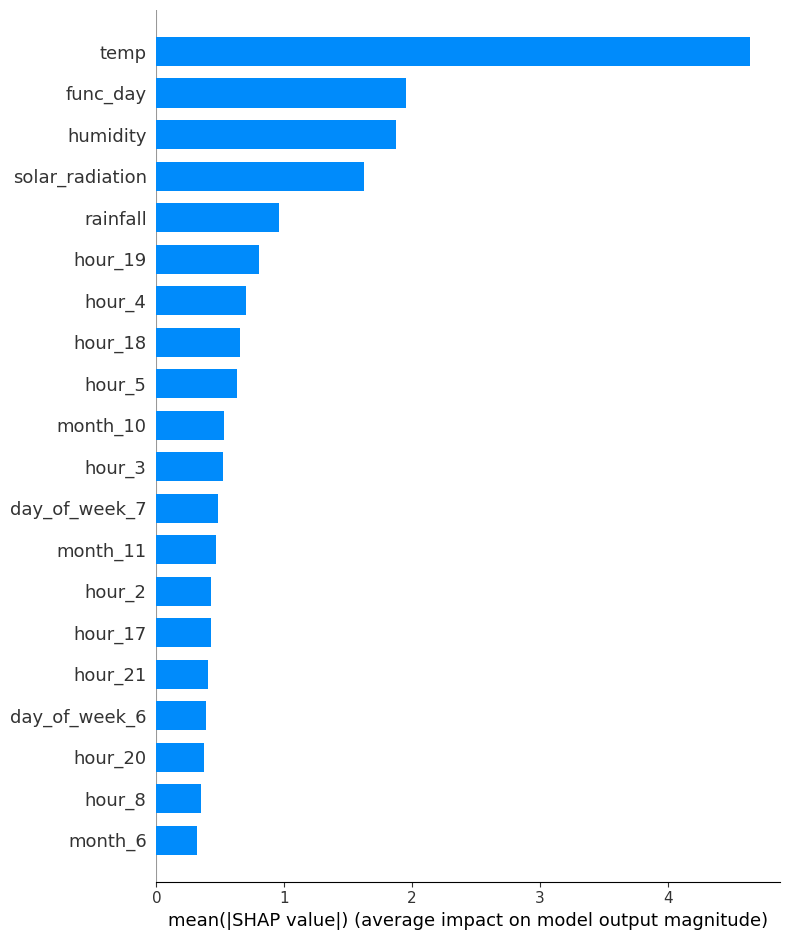 temp
func_day
humidity
solar_radiation
rainfall
hour_19
hour_4
hour_18
hour_5
month_10
hour_3
day_of_week_7
month_11
hour_2
hour_17
hour_21
day_of_week_6
hour_20
hour_8
month_6
0 1 2 3 4
mean(|SHAP value|) (average impact on model output magnitude)